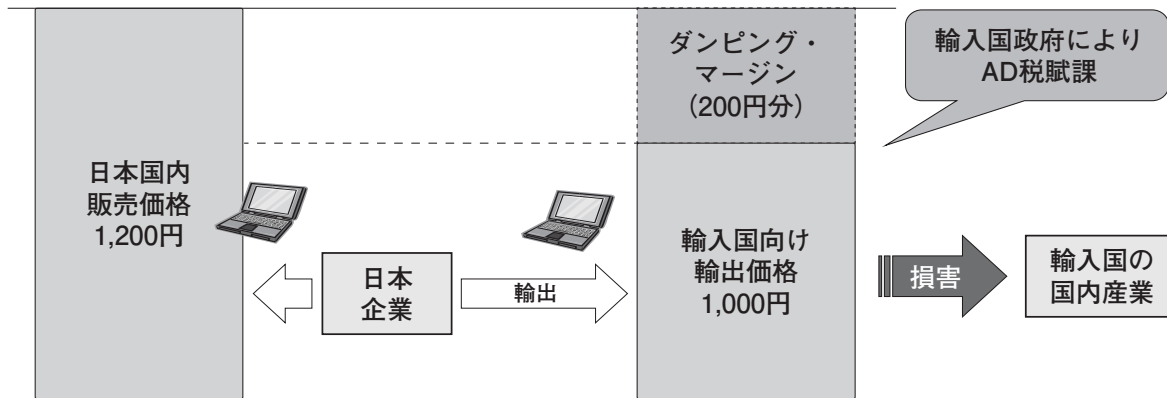 日本国内
販売価格
1,200円
日本
企業
輸出
ダンピング・
マージン
(200円分)
輸入国向け
輸出価格
1,000円
輸入国政府により
AD税賦課
損害
輸入国の
国内産業